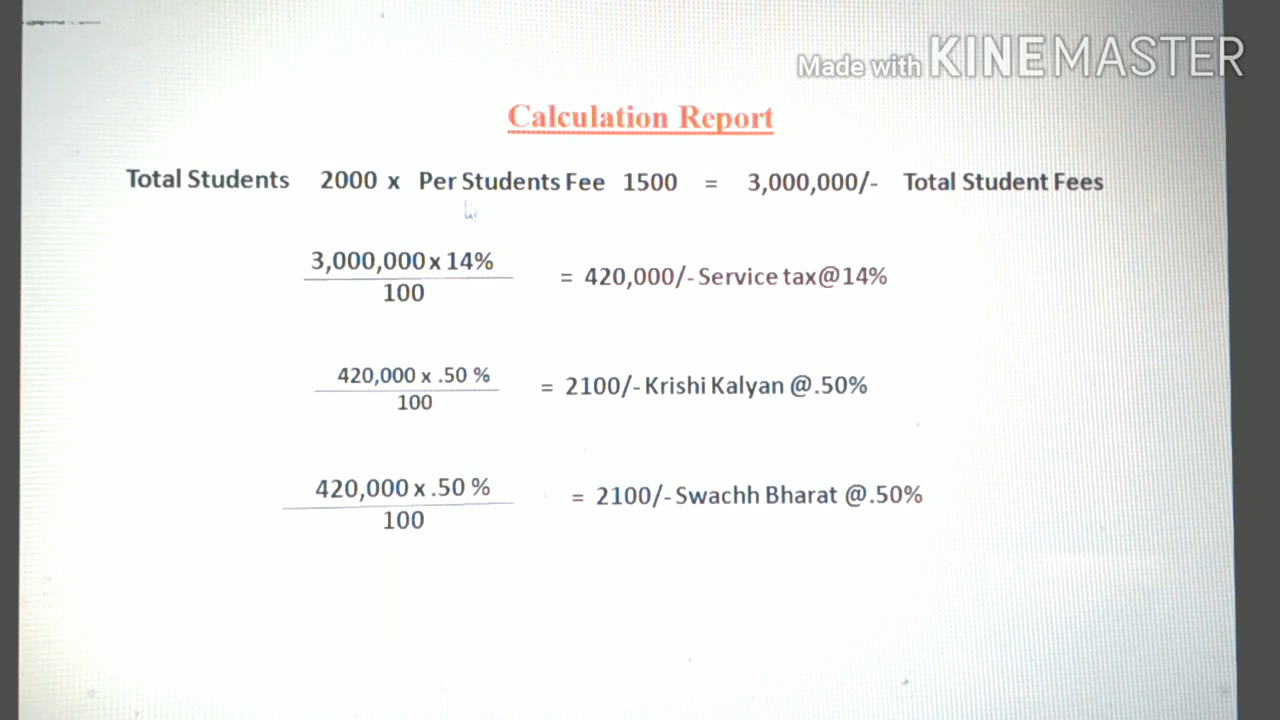 Made with KINEMASTER
Calculation Report
Total Students 2000 x Per Students Fee 1500 = 3,000,000/- Total Student Fees
3,000,000 x 14%
100
= 420,000/- Service tax@14%
420,000 x .50 %
100
= 2100/- Krishi Kalyan @.50%
420,000 x .50 %
100
= 2100/- Swachh Bharat @.50%